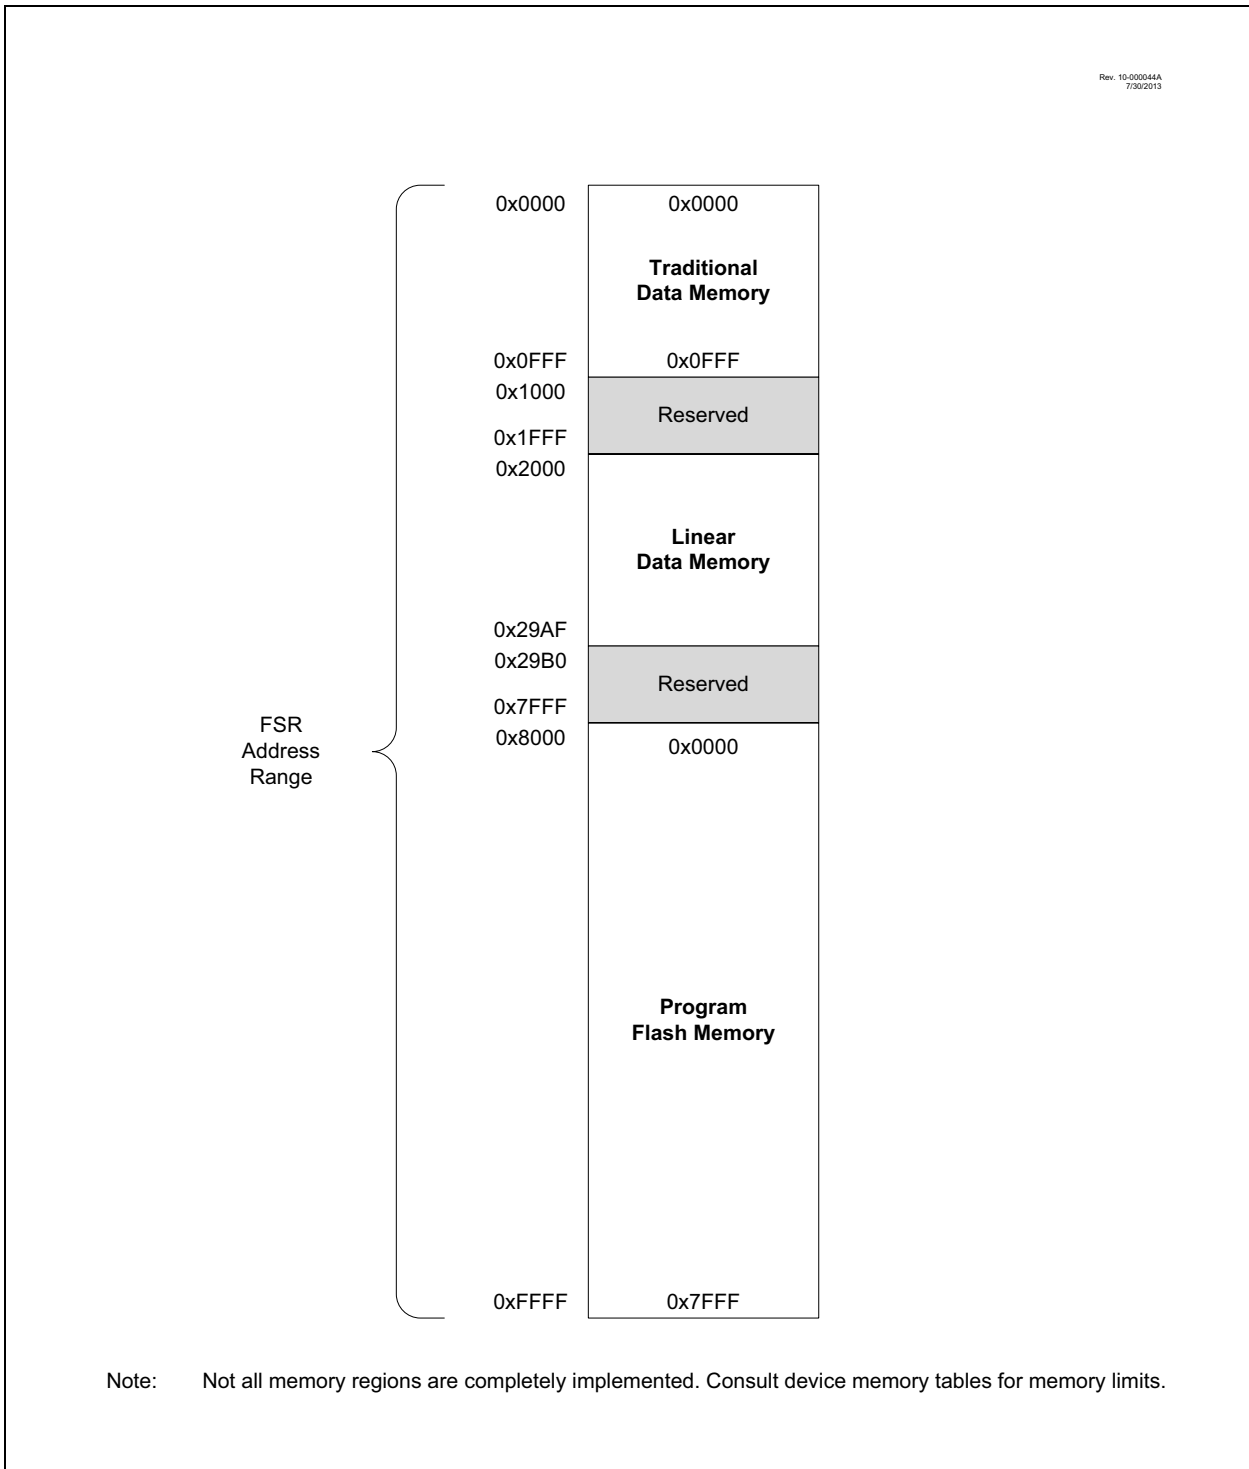 Rev. 10-000044A
7/30/2013
0x0000 0x0000
Traditional
Data Memory
0x0FFF 0x0FFF
0x1000
Reserved
0x1FFF
0x2000
Linear
Data Memory
0x29AF
0x29B0
Reserved
0x7FFF
FSR
Address
Range
0x8000 0x0000
Program
Flash Memory
0xFFFF 0x7FFF
Note: Not all memory regions are completely implemented. Consult device memory tables for memory limits.